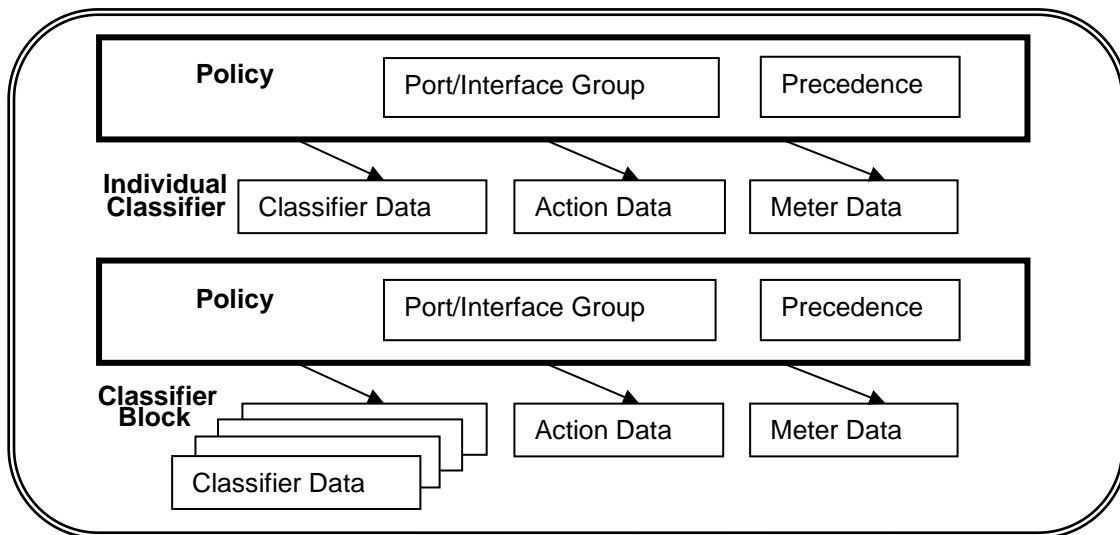 Policy
Port/Interface Group
Precedence
Individual
Classifier
Classifier Data
Action Data
Meter Data
Policy
Port/Interface Group
Precedence
Classifier
Block
Classifier Data
Action Data
Meter Data